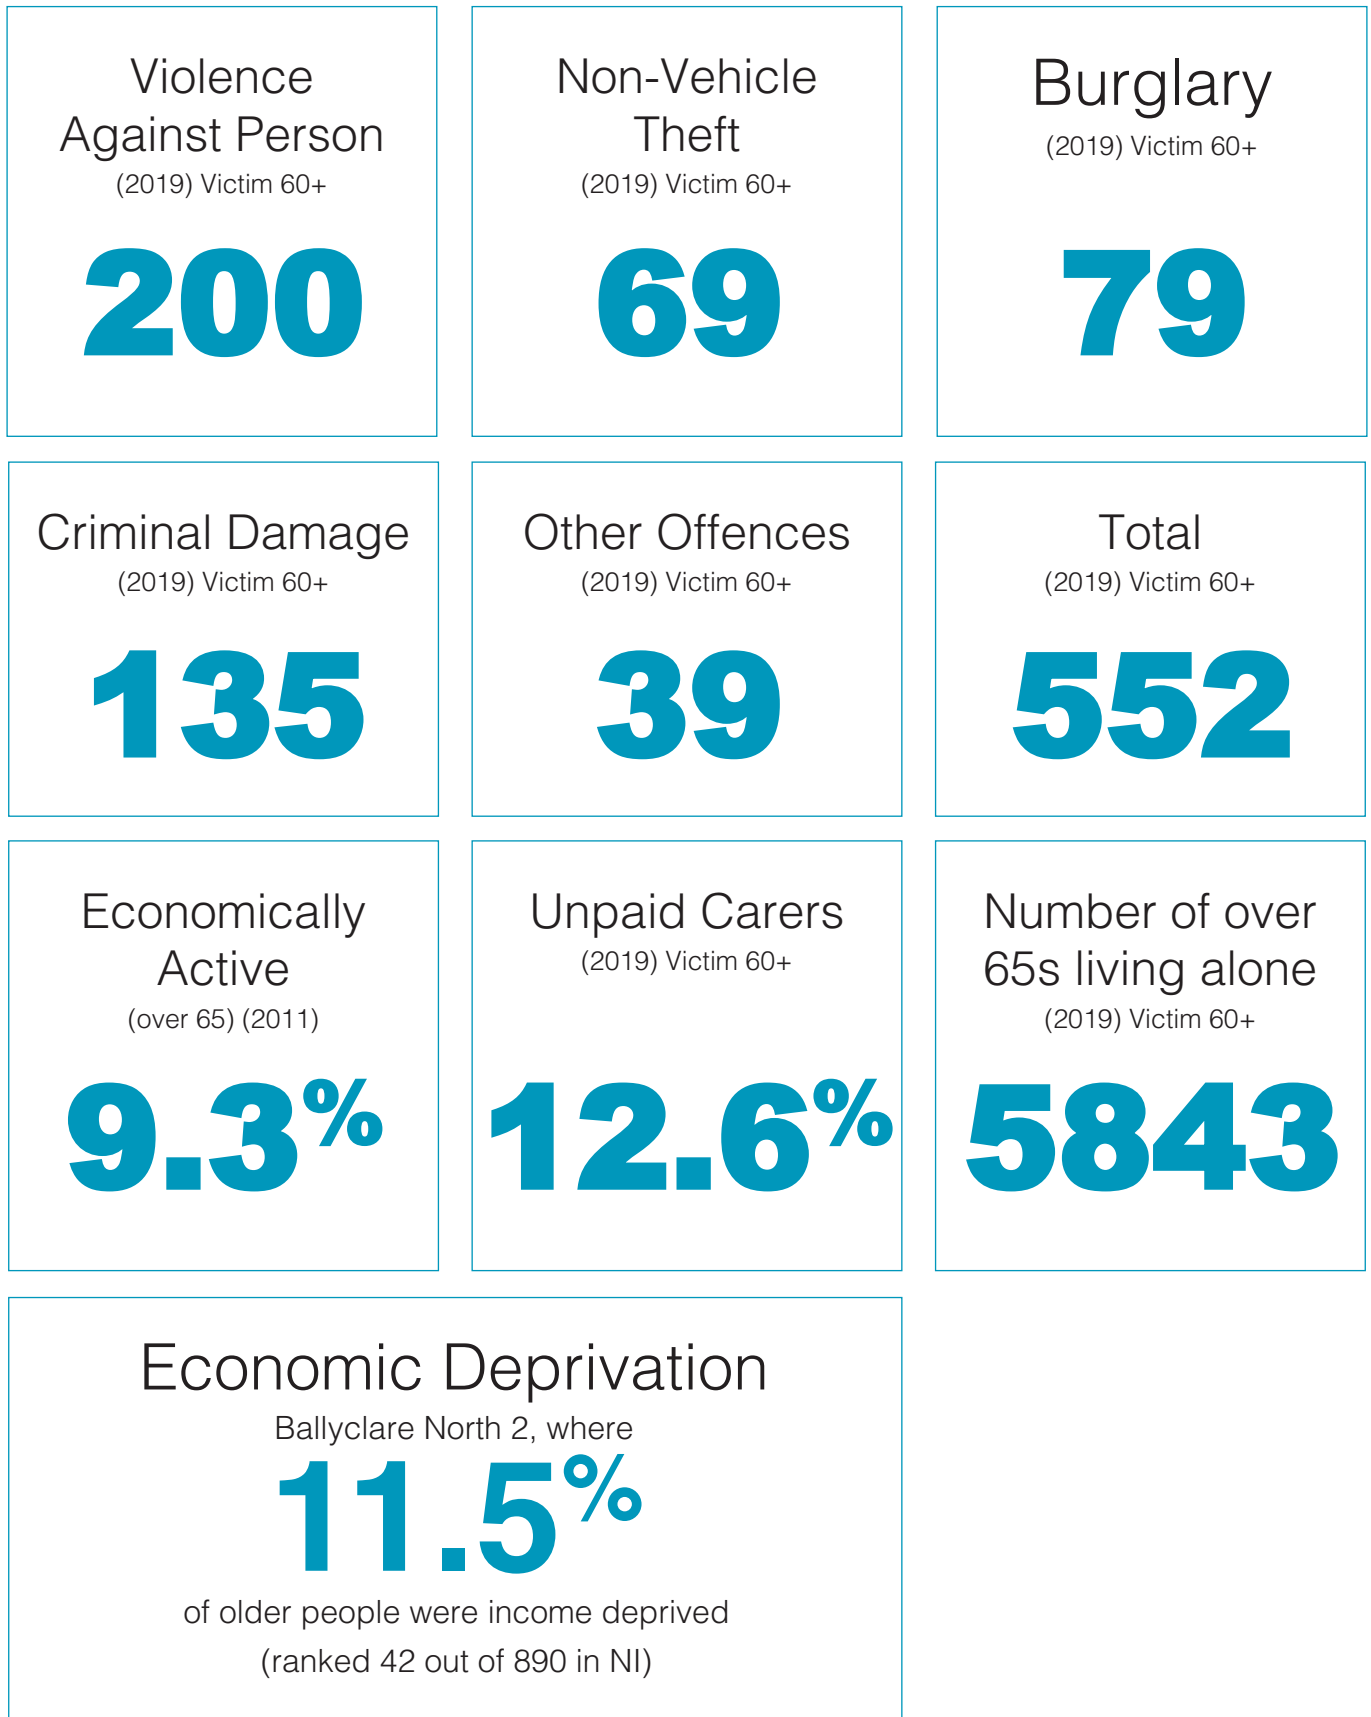 Violence
Against Person
(2019) Victim 60+
200
Non-Vehicle
Theft
(2019) Victim 60+
69
Burglary
(2019) Victim 60+
79
Criminal Damage
(2019) Victim 60+
135
Other Offences
(2019) Victim 60+
39
Total
(2019) Victim 60+
552
Economically
Active
(over 65) (2011)
9.3%
Unpaid Carers
(2019) Victim 60+
12.6%
Number of over
65s living alone
(2019) Victim 60+
5843
Economic Deprivation
Ballyclare North 2, where
11.5%
of older people were income deprived
(ranked 42 out of 890 in NI)